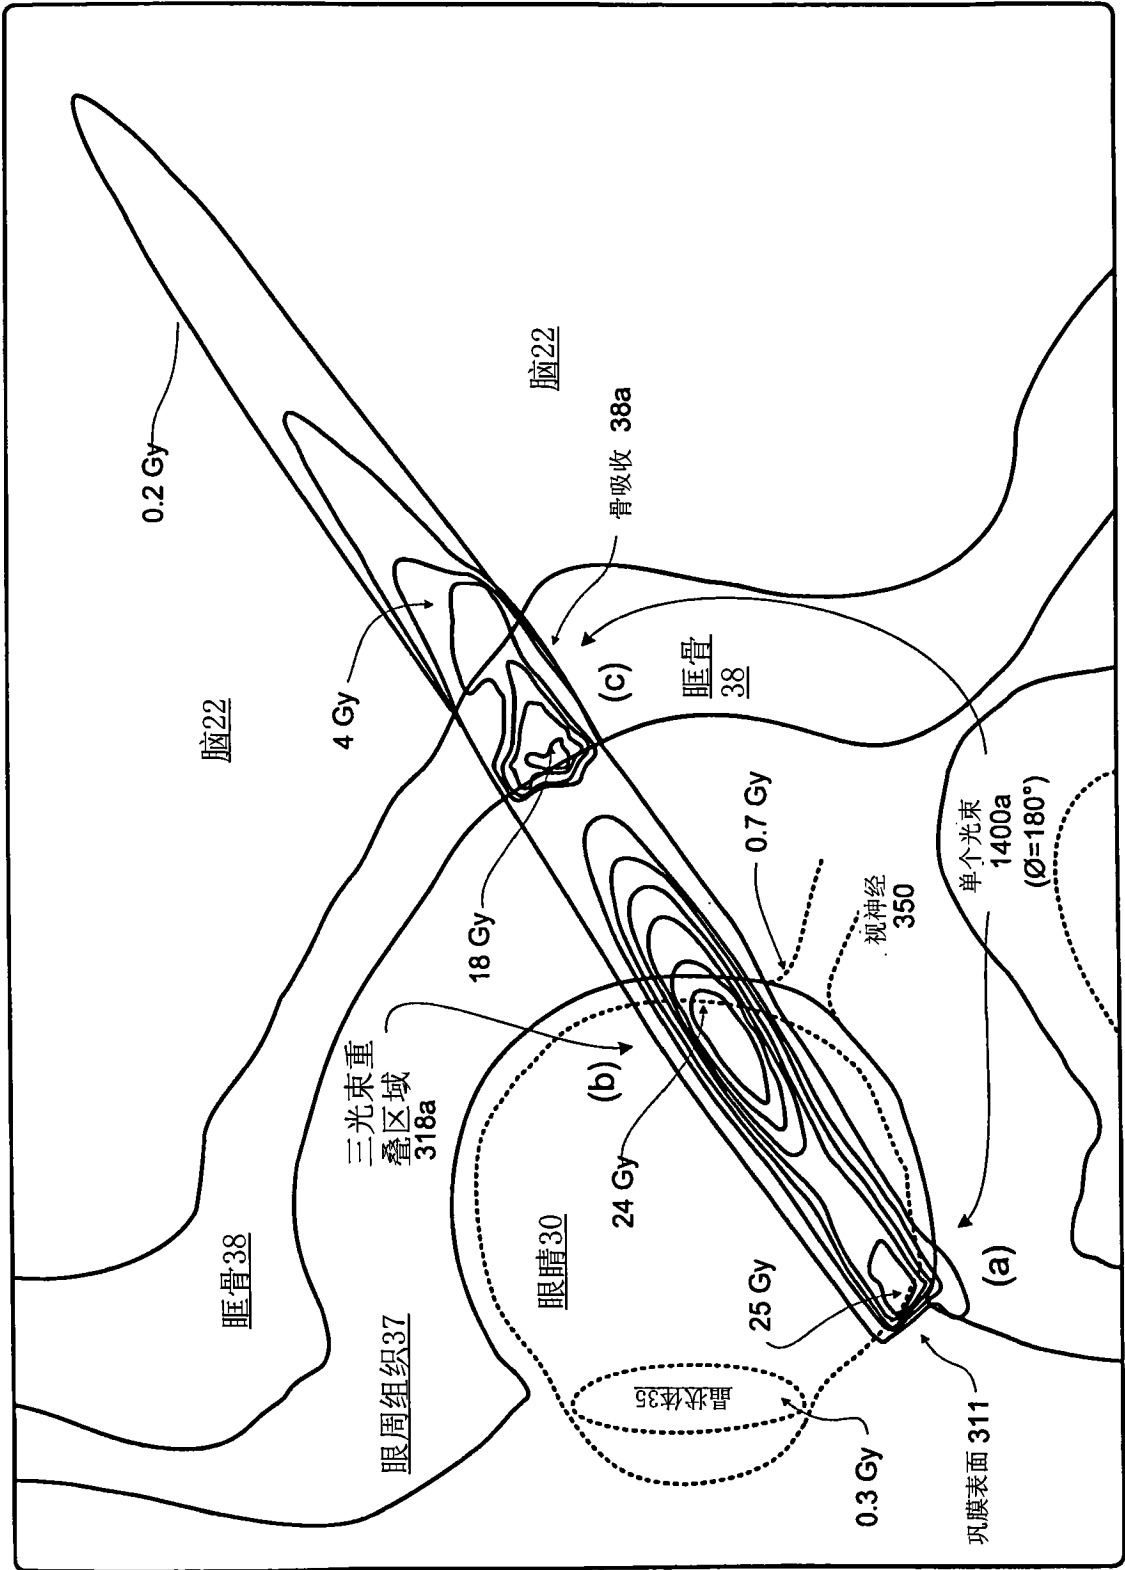 0.2 Gy
脑22
脑22
骨吸收 38a
4 Gy
(c)
眶骨
38
18 Gy
0.7 Gy
单个光束
1400a
(Ø=180°)
视神经
350
三光束重
叠区域
318a
(b)
24 Gy
眶骨38
眼睛30
25 Gy
(a)
眼周组织37
晶状体35
0.3 Gy
巩膜表面 311